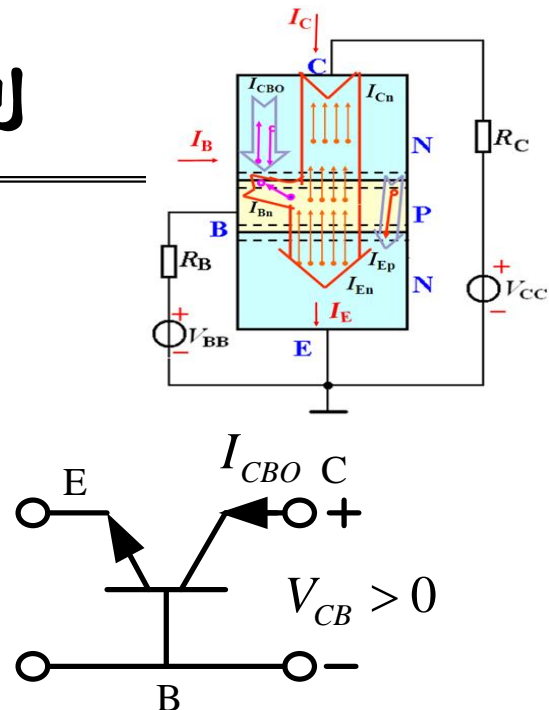 I_C
C
I_CBO
I_Cn
I_B
N
R_C
I_Bn
P
B
R_B
I_Ep
I_En
N
+
V_CC
−
+
V_BB
−
I_E
E
I_CBO C
E
+
V_CB > 0
−
B